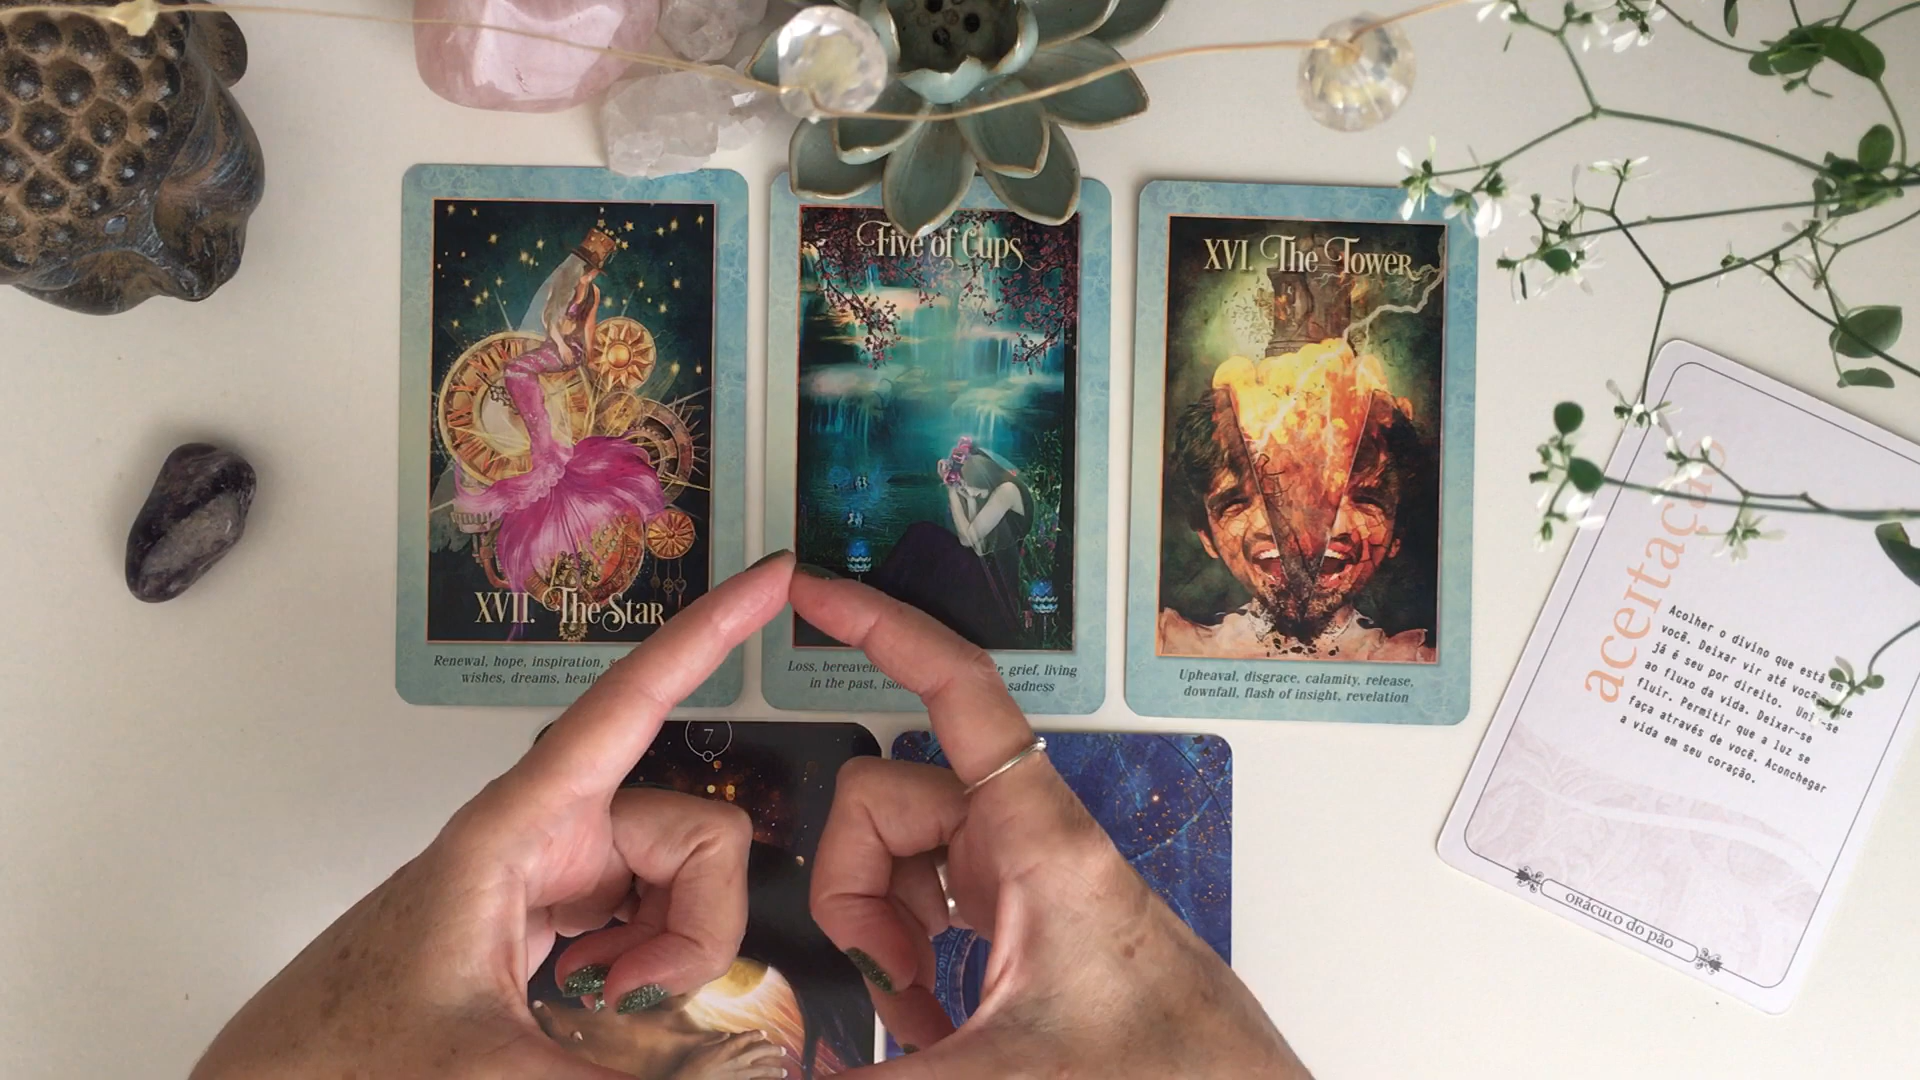 XVII. The Star
Renewal, hope, inspiration,
wishes, dreams,
Five of Cups
Loss, grief, living
in the past, sadness
XVI. The Tower
Upheaval, disgrace, calamity, release,
downfall, flash of insight, revelation
7
aceitação
Acolher o divino que está em
você. Deixar vir até você o que
já é seu por direito. Unir-se
ao fluxo da vida. Deixar-se
fluir. Permitir que a luz se
faça através de você. Aconchegar
a vida em seu coração.
oráculo do pão